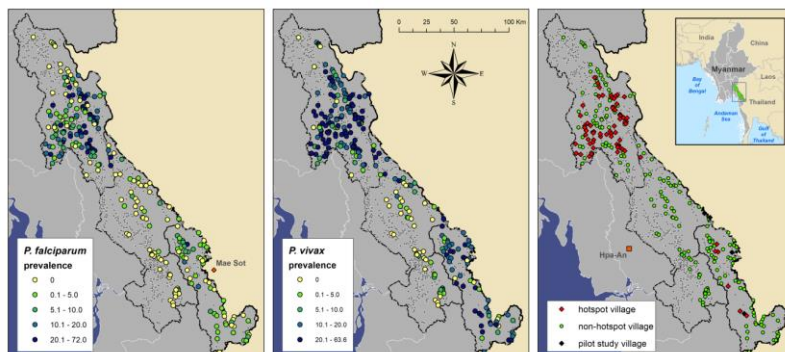 P. falciparum
prevalence
0
0.1 - 5.0
5.1 - 10.0
10.1 - 20.0
20.1 - 72.0
Mae Sot
0 25 50 100 Km
N
W
E
S
P. vivax
prevalence
0
0.1 - 5.0
5.1 - 10.0
10.1 - 20.0
20.1 - 63.6
India
China
Myanmar
Laos
Bay
of
Bengal
Thailand
Andaman
Sea
Gulf
of
Thailand
Hpa-An
hotspot village
non-hotspot village
pilot study village